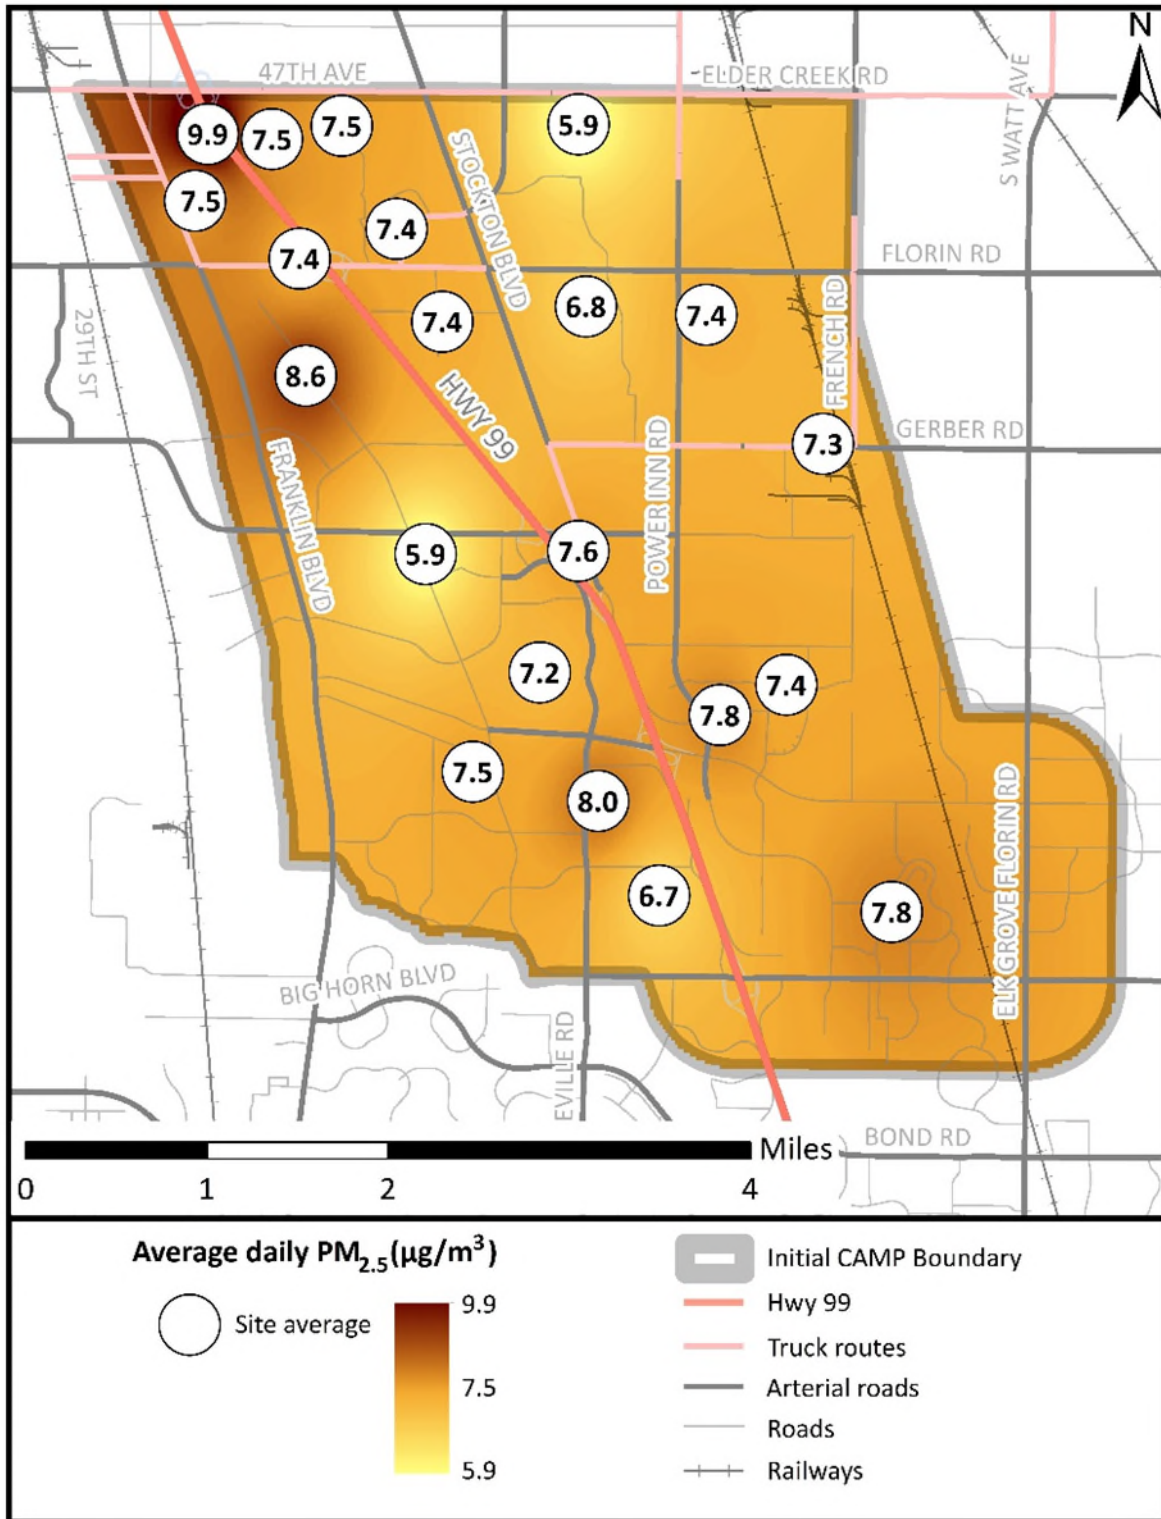 N
47TH AVE
ELDER CREEK RD
S WATT AVE
9.9
7.5
7.5
5.9
STOCKTON BLVD
7.5
7.4
7.4
FLORIN RD
6.8
7.4
7.4
FRENCH RD
29TH ST
8.6
HWY 99
7.3
GERBER RD
FRANKLIN BLVD
POWER INN RD
5.9
7.6
7.2
7.4
7.8
7.5
8.0
ELK GROVE FLORIN RD
6.7
7.8
BIG HORN BLVD
EVILLE RD
BOND RD
Miles
0 1 2 4
Average daily PM2.5(µg/m³)
Site average
9.9
7.5
5.9
Initial CAMP Boundary
Hwy 99
Truck routes
Arterial roads
Roads
Railways